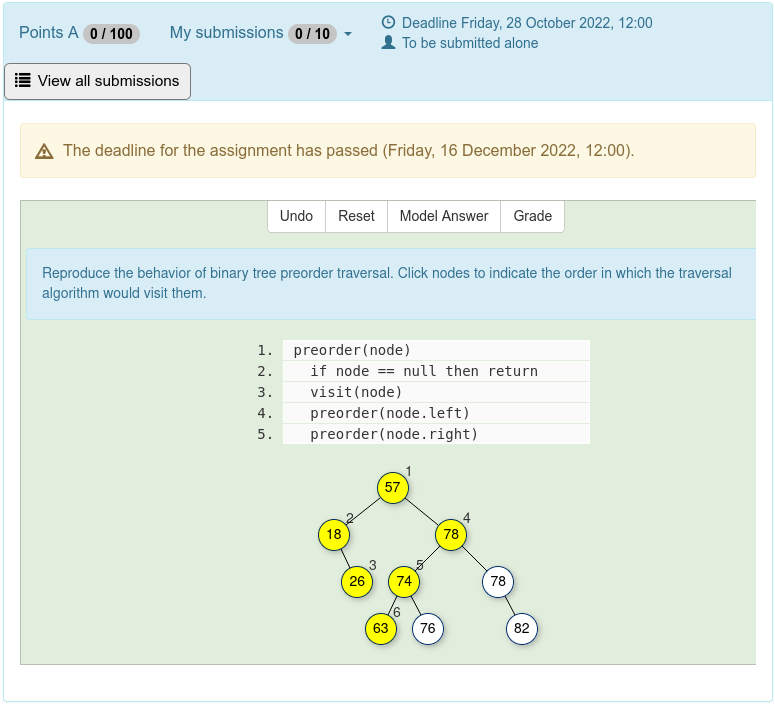 Points A 0 / 100 My submissions 0 / 10
Deadline Friday, 28 October 2022, 12:00
To be submitted alone
View all submissions
The deadline for the assignment has passed (Friday, 16 December 2022, 12:00).
Undo Reset Model Answer Grade
Reproduce the behavior of binary tree preorder traversal. Click nodes to indicate the order in which the traversal
algorithm would visit them.
1. preorder(node)
2. if node == null then return
3. visit(node)
4. preorder(node.left)
5. preorder(node.right)
1
57
2 4
18 78
3 5
26 74 78
6
63 76 82